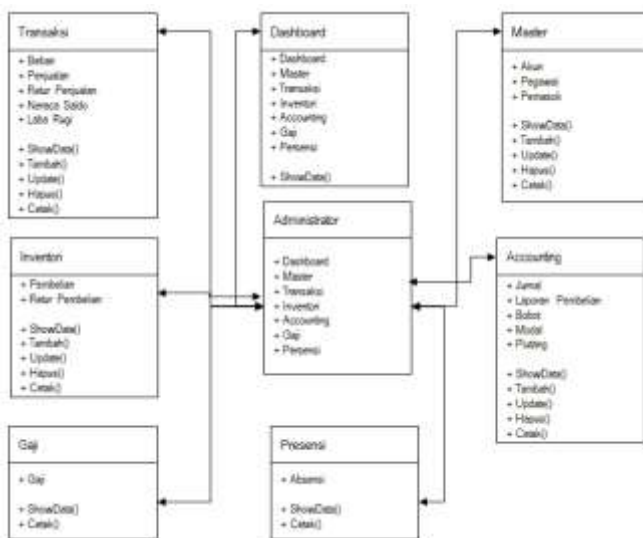 Transaksi
+ Beban
+ Penjualan
+ Retur Penjualan
+ Neraca Saldo
+ Laba Rugi
+ ShowData()
+ Tambah()
+ Update()
+ Hapus()
+ Cetak()
Dashboard
+ Dashboard
+ Master
+ Transaksi
+ Inventori
+ Accounting
+ Gaji
+ Persensi
+ ShowData()
Master
+ Akun
+ Pegawai
+ Pemasok
+ ShowData()
+ Tambah()
+ Update()
+ Hapus()
+ Cetak()
Inventori
+ Pembelian
+ Retur Pembelian
+ ShowData()
+ Tambah()
+ Update()
+ Hapus()
+ Cetak()
Administrator
+ Dashboard
+ Master
+ Transaksi
+ Inventori
+ Accounting
+ Gaji
+ Persensi
Accounting
+ Jurnal
+ Laporan Pembelian
+ Bobot
+ Modal
+ Piutang
+ ShowData()
+ Tambah()
+ Update()
+ Hapus()
+ Cetak()
Gaji
+ Gaji
+ ShowData()
+ Cetak()
Presensi
+ Absensi
+ ShowData()
+ Cetak()